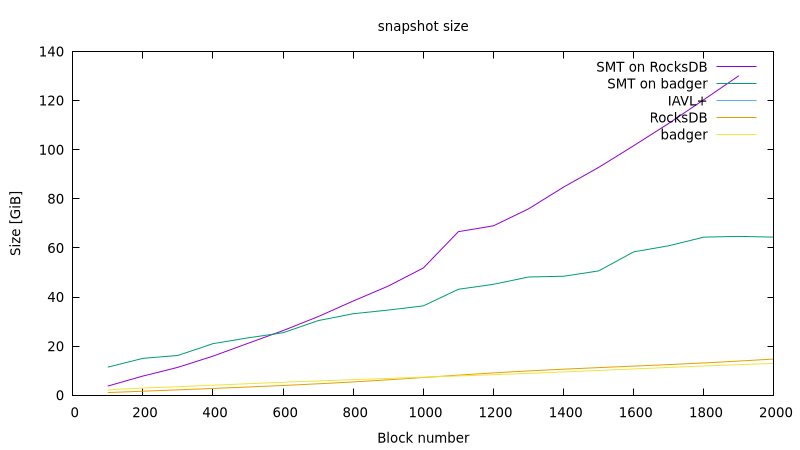 snapshot size
140
120
100
80
60
40
20
0
Size [GiB]
SMT on RocksDB
SMT on badger
IAVL+
RocksDB
badger
0 200 400 600 800 1000 1200 1400 1600 1800 2000
Block number